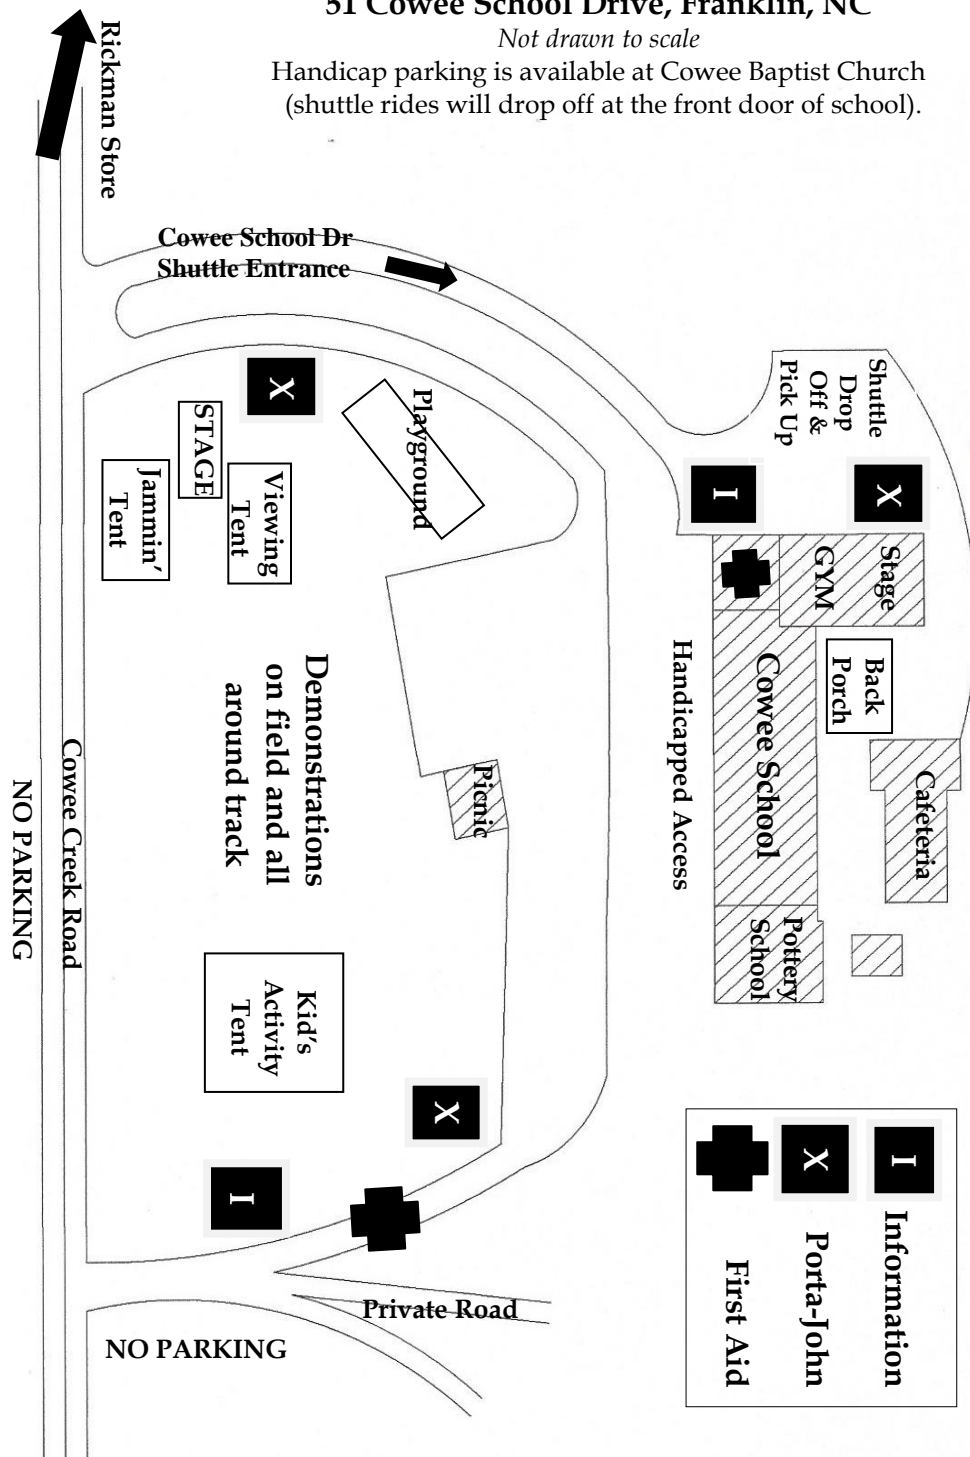 51 Cowee School Drive, Franklin, NC
Not drawn to scale
Handicap parking is available at Cowee Baptist Church
(shuttle rides will drop off at the front door of school).
Rickman Store
Cowee School Dr
Shuttle Entrance
Shuttle
Drop
Off &
Pick Up
X
STAGE
Viewing
Tent
Jammin'
Tent
Playground
I
X
Stage
GYM
Back
Porch
Cowee School
Handicapped Access
Cafeteria
Pottery
School
Picnic
Demonstrations
on field and all
around track
Cowee Creek Road
NO PARKING
Kid's
Activity
Tent
X
I
Private Road
NO PARKING
I
Information
X
Porta-John
First Aid